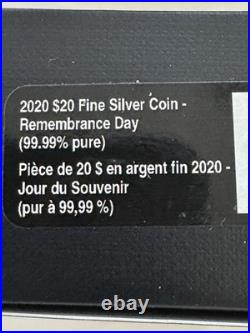 2020 $20 Fine Silver Coin -
Remembrance Day
(99.99% pure)
Pièce de 20 $ en argent fin 2020 -
Jour du Souvenir
(pur à 99,99 %)